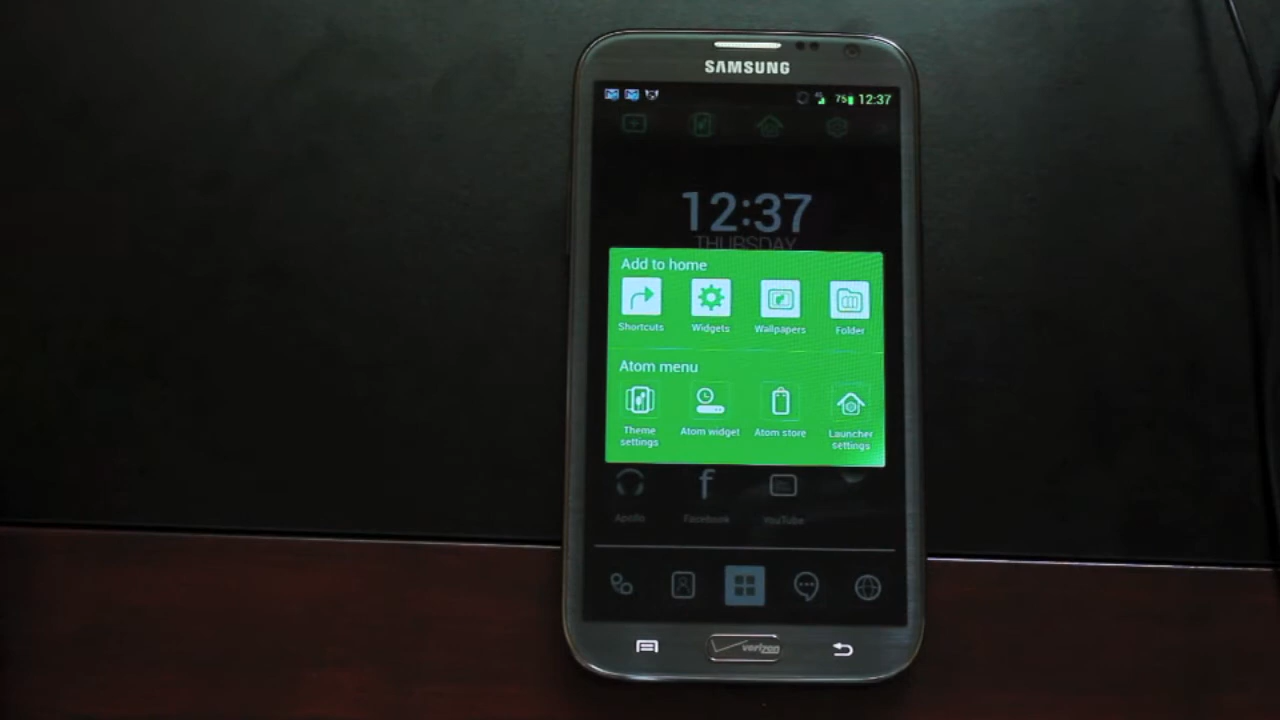 SAMSUNG
75 12:37
12:37
THURSDAY
Add to home
Shortcuts Widgets Wallpapers Folder
Atom menu
Theme settings Atom widget Atom store Launcher settings
Apollo Facebook YouTube
verizon